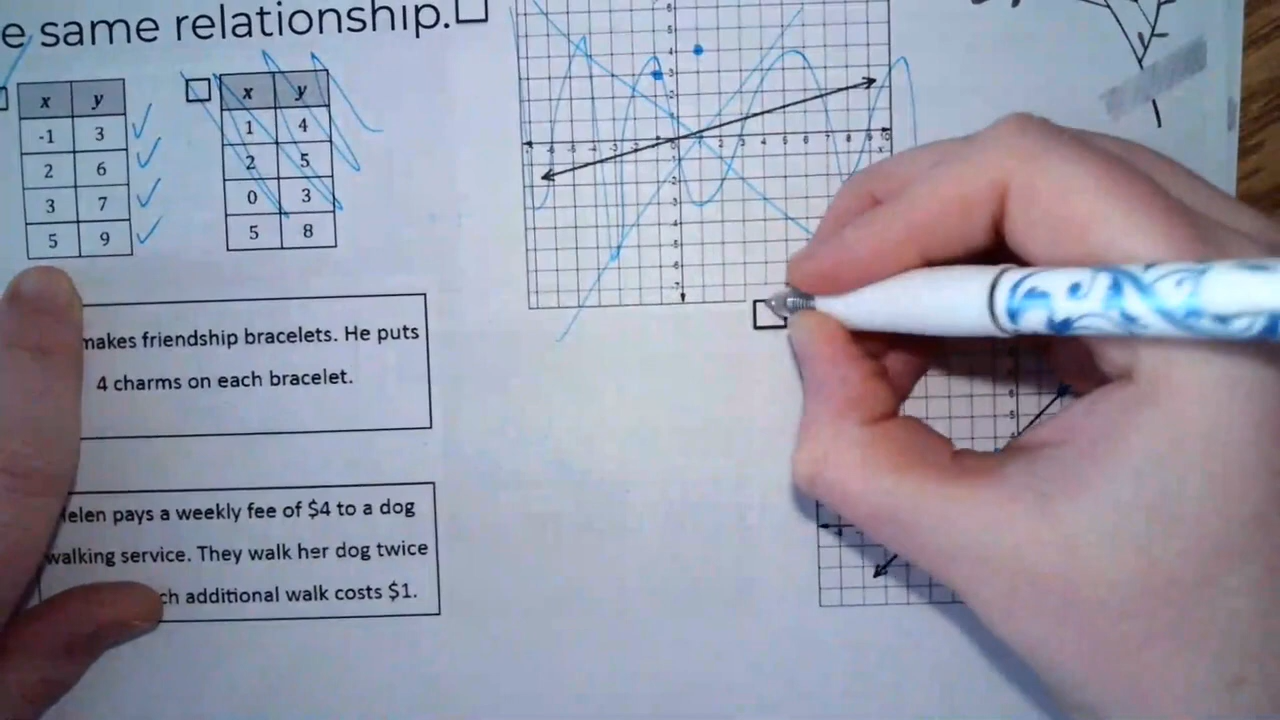 e same relationship.
x y
-1 3
2 6
3 7
5 9
x y
1 4
2 5
0 3
5 8
makes friendship bracelets. He puts
4 charms on each bracelet.
elen pays a weekly fee of $4 to a dog
walking service. They walk her dog twice
ch additional walk costs $1.